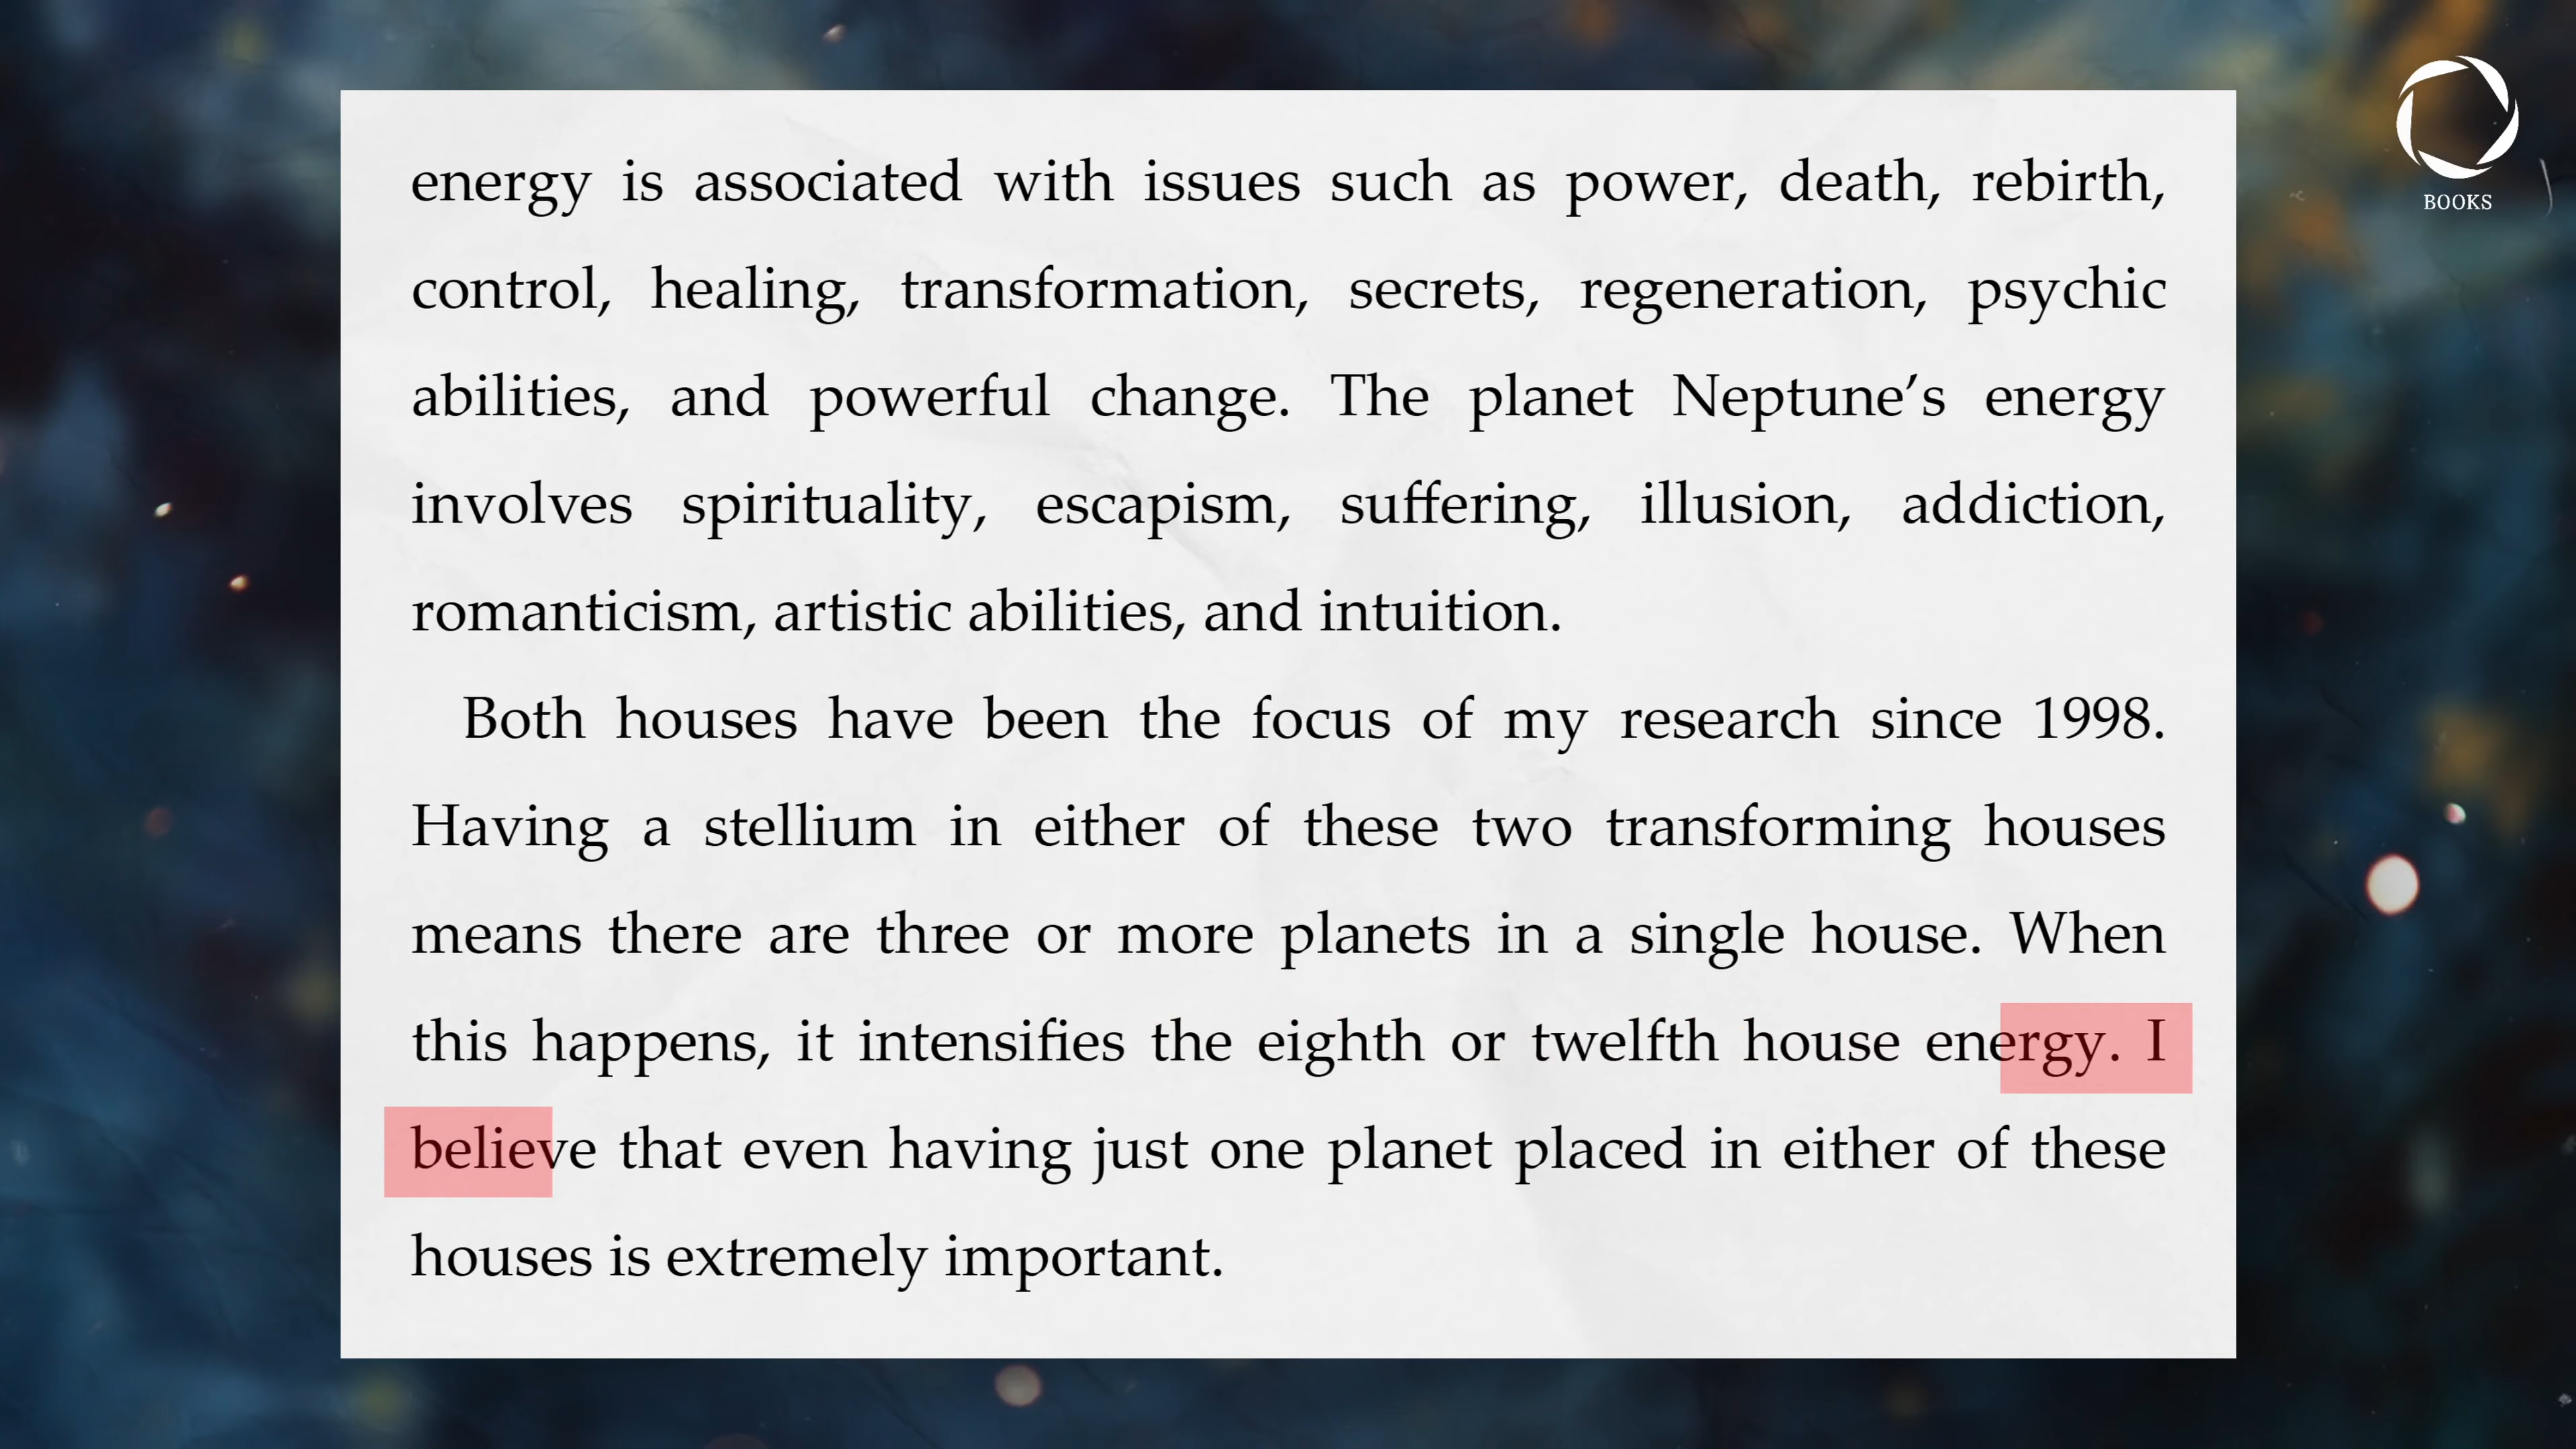 BOOKS
energy is associated with issues such as power, death, rebirth,
control, healing, transformation, secrets, regeneration, psychic
abilities, and powerful change. The planet Neptune’s energy
involves spirituality, escapism, suffering, illusion, addiction,
romanticism, artistic abilities, and intuition.
Both houses have been the focus of my research since 1998.
Having a stellium in either of these two transforming houses
means there are three or more planets in a single house. When
this happens, it intensifies the eighth or twelfth house energy. I
believe that even having just one planet placed in either of these
houses is extremely important.